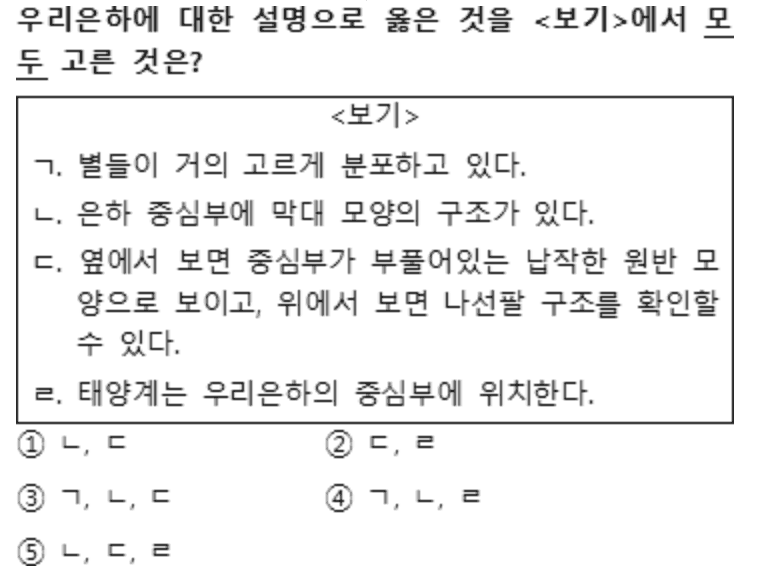 우리은하에 대한 설명으로 옳은 것을 <보기>에서 모
두 고른 것은?
<보기>
ㄱ. 별들이 거의 고르게 분포하고 있다.
ㄴ. 은하 중심부에 막대 모양의 구조가 있다.
ㄷ. 옆에서 보면 중심부가 부풀어있는 납작한 원반 모
양으로 보이고, 위에서 보면 나선팔 구조를 확인할
수 있다.
ㄹ. 태양계는 우리은하의 중심부에 위치한다.
① ㄴ, ㄷ ② ㄷ, ㄹ
③ ㄱ, ㄴ, ㄷ ④ ㄱ, ㄴ, ㄹ
⑤ ㄴ, ㄷ, ㄹ